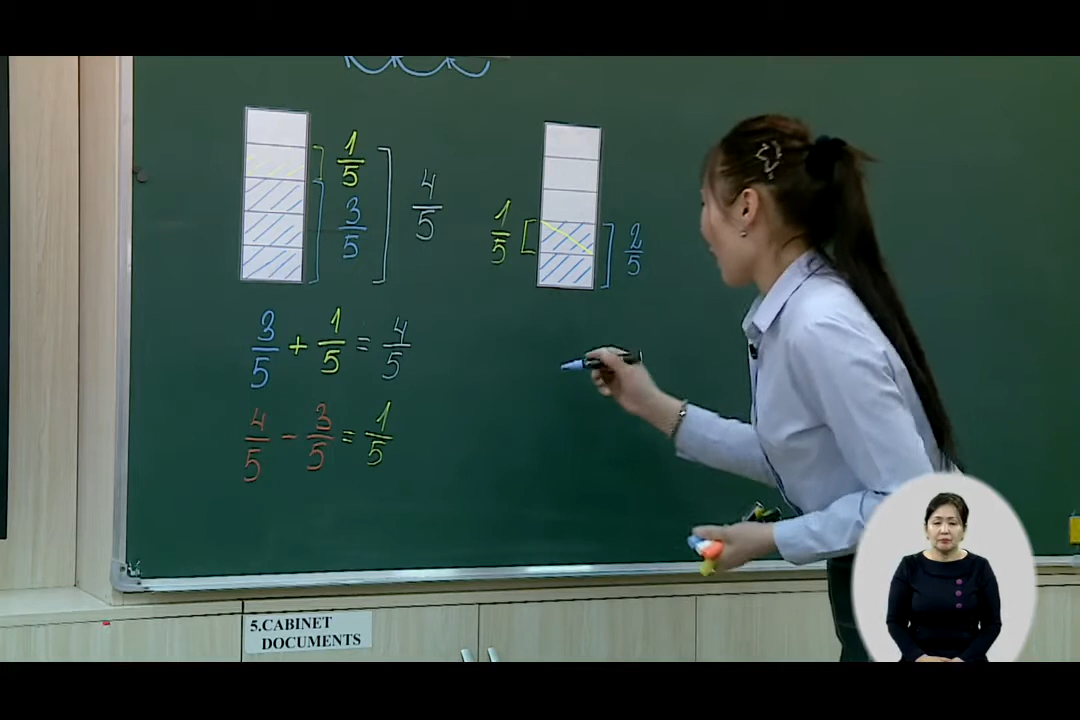 1/5
3/5
4/5
1/5
2/5
3/5 + 1/5 = 4/5
4/5 - 3/5 = 1/5
5.CABINET
DOCUMENTS